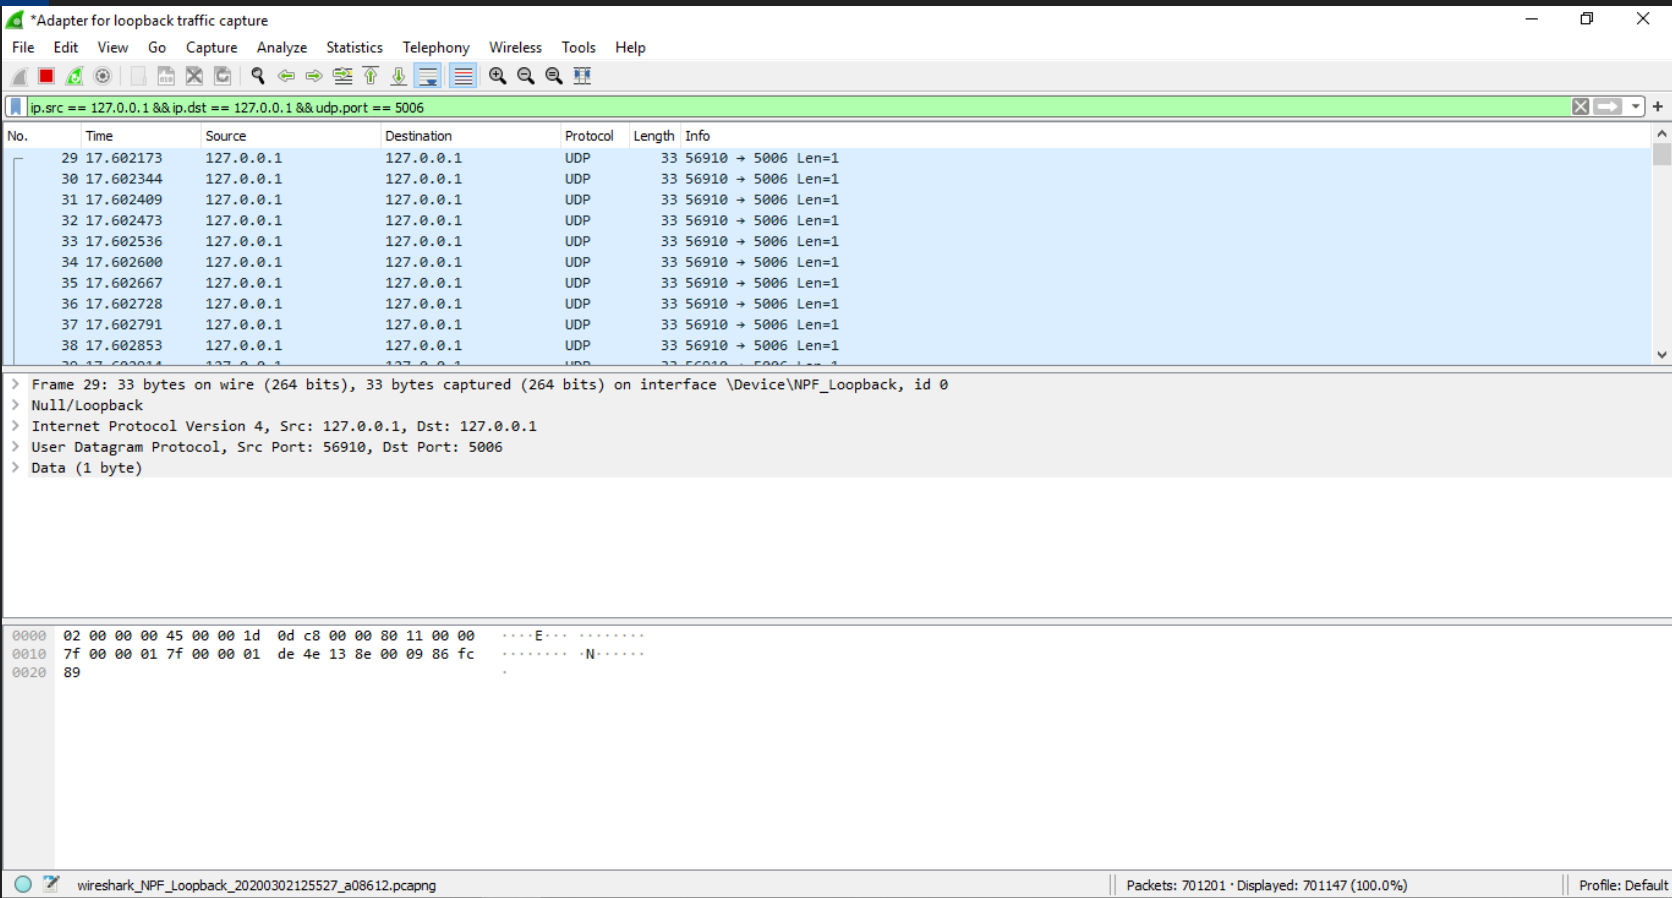 *Adapter for loopback traffic capture
File Edit View Go Capture Analyze Statistics Telephony Wireless Tools Help
ip.src == 127.0.0.1 && ip.dst == 127.0.0.1 && udp.port == 5006
No. Time Source Destination Protocol Length Info
29 17.602173 127.0.0.1 127.0.0.1 UDP 33 56910 → 5006 Len=1
30 17.602344 127.0.0.1 127.0.0.1 UDP 33 56910 → 5006 Len=1
31 17.602409 127.0.0.1 127.0.0.1 UDP 33 56910 → 5006 Len=1
32 17.602473 127.0.0.1 127.0.0.1 UDP 33 56910 → 5006 Len=1
33 17.602536 127.0.0.1 127.0.0.1 UDP 33 56910 → 5006 Len=1
34 17.602600 127.0.0.1 127.0.0.1 UDP 33 56910 → 5006 Len=1
35 17.602667 127.0.0.1 127.0.0.1 UDP 33 56910 → 5006 Len=1
36 17.602728 127.0.0.1 127.0.0.1 UDP 33 56910 → 5006 Len=1
37 17.602791 127.0.0.1 127.0.0.1 UDP 33 56910 → 5006 Len=1
38 17.602853 127.0.0.1 127.0.0.1 UDP 33 56910 → 5006 Len=1
Frame 29: 33 bytes on wire (264 bits), 33 bytes captured (264 bits) on interface \Device\NPF_Loopback, id 0
Null/Loopback
Internet Protocol Version 4, Src: 127.0.0.1, Dst: 127.0.0.1
User Datagram Protocol, Src Port: 56910, Dst Port: 5006
Data (1 byte)
0000 02 00 00 00 45 00 00 1d 0d c8 00 00 80 11 00 00 ····E··· ········
0010 7f 00 00 01 7f 00 00 01 de 4e 13 8e 00 09 86 fc ········ ·N······
0020 89 ·
wireshark_NPF_Loopback_20200302125527_a08612.pcapng Packets: 701201 · Displayed: 701147 (100.0%) Profile: Default